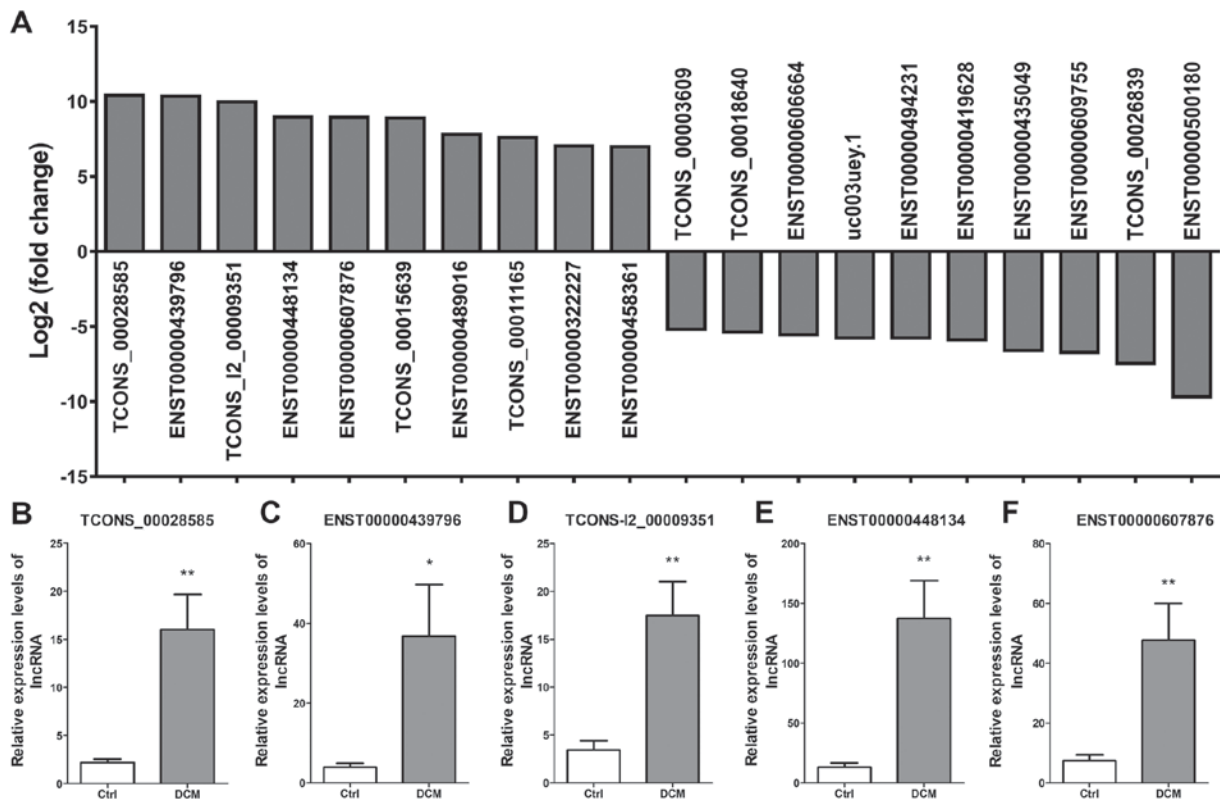 A
Log2 (fold change)
15
10
5
0
-5
-10
-15
TCONS_00028585
ENST00000439796
TCONS_l2_00009351
ENST00000448134
ENST00000607876
TCONS_00015639
ENST00000489016
TCONS_00011165
ENST00000322227
ENST00000458361
TCONS_00003609
TCONS_00018640
ENST00000606664
uc003uey.1
ENST00000494231
ENST00000419628
ENST00000435049
ENST00000609755
TCONS_00026839
ENST00000500180
B
TCONS_00028585
Relative expression levels of
lncRNA
25
20
15
10
5
0
**
Ctrl
DCM
C
ENST00000439796
Relative expression levels of
lncRNA
60
40
20
0
*
Ctrl
DCM
D
TCONS-l2_00009351
Relative expression levels of
lncRNA
25
20
15
10
5
0
**
Ctrl
DCM
E
ENST00000448134
Relative expression levels of
lncRNA
200
150
100
50
0
**
Ctrl
DCM
F
ENST00000607876
Relative expression levels of
lncRNA
80
60
40
20
0
**
Ctrl
DCM